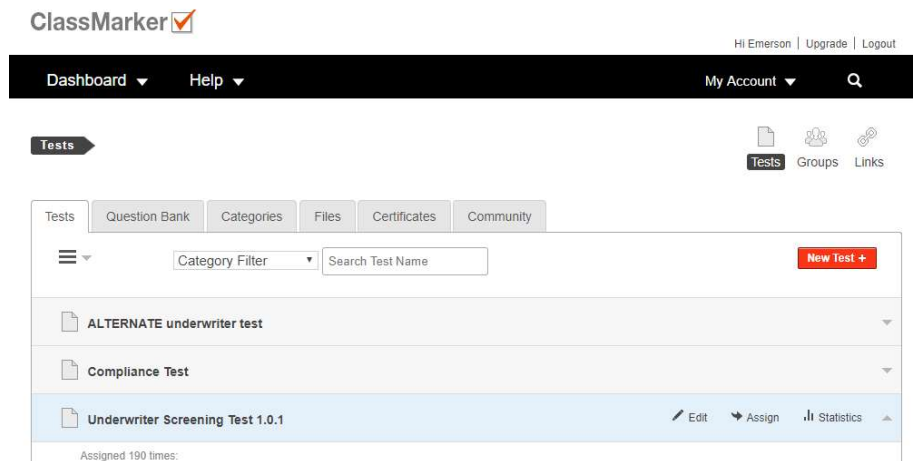 ClassMarker
Hi Emerson | Upgrade | Logout
Dashboard Help My Account
Tests
Tests Groups Links
Tests Question Bank Categories Files Certificates Community
Category Filter Search Test Name New Test +
ALTERNATE underwriter test
Compliance Test
Underwriter Screening Test 1.0.1 Edit Assign Statistics
Assigned 190 times: